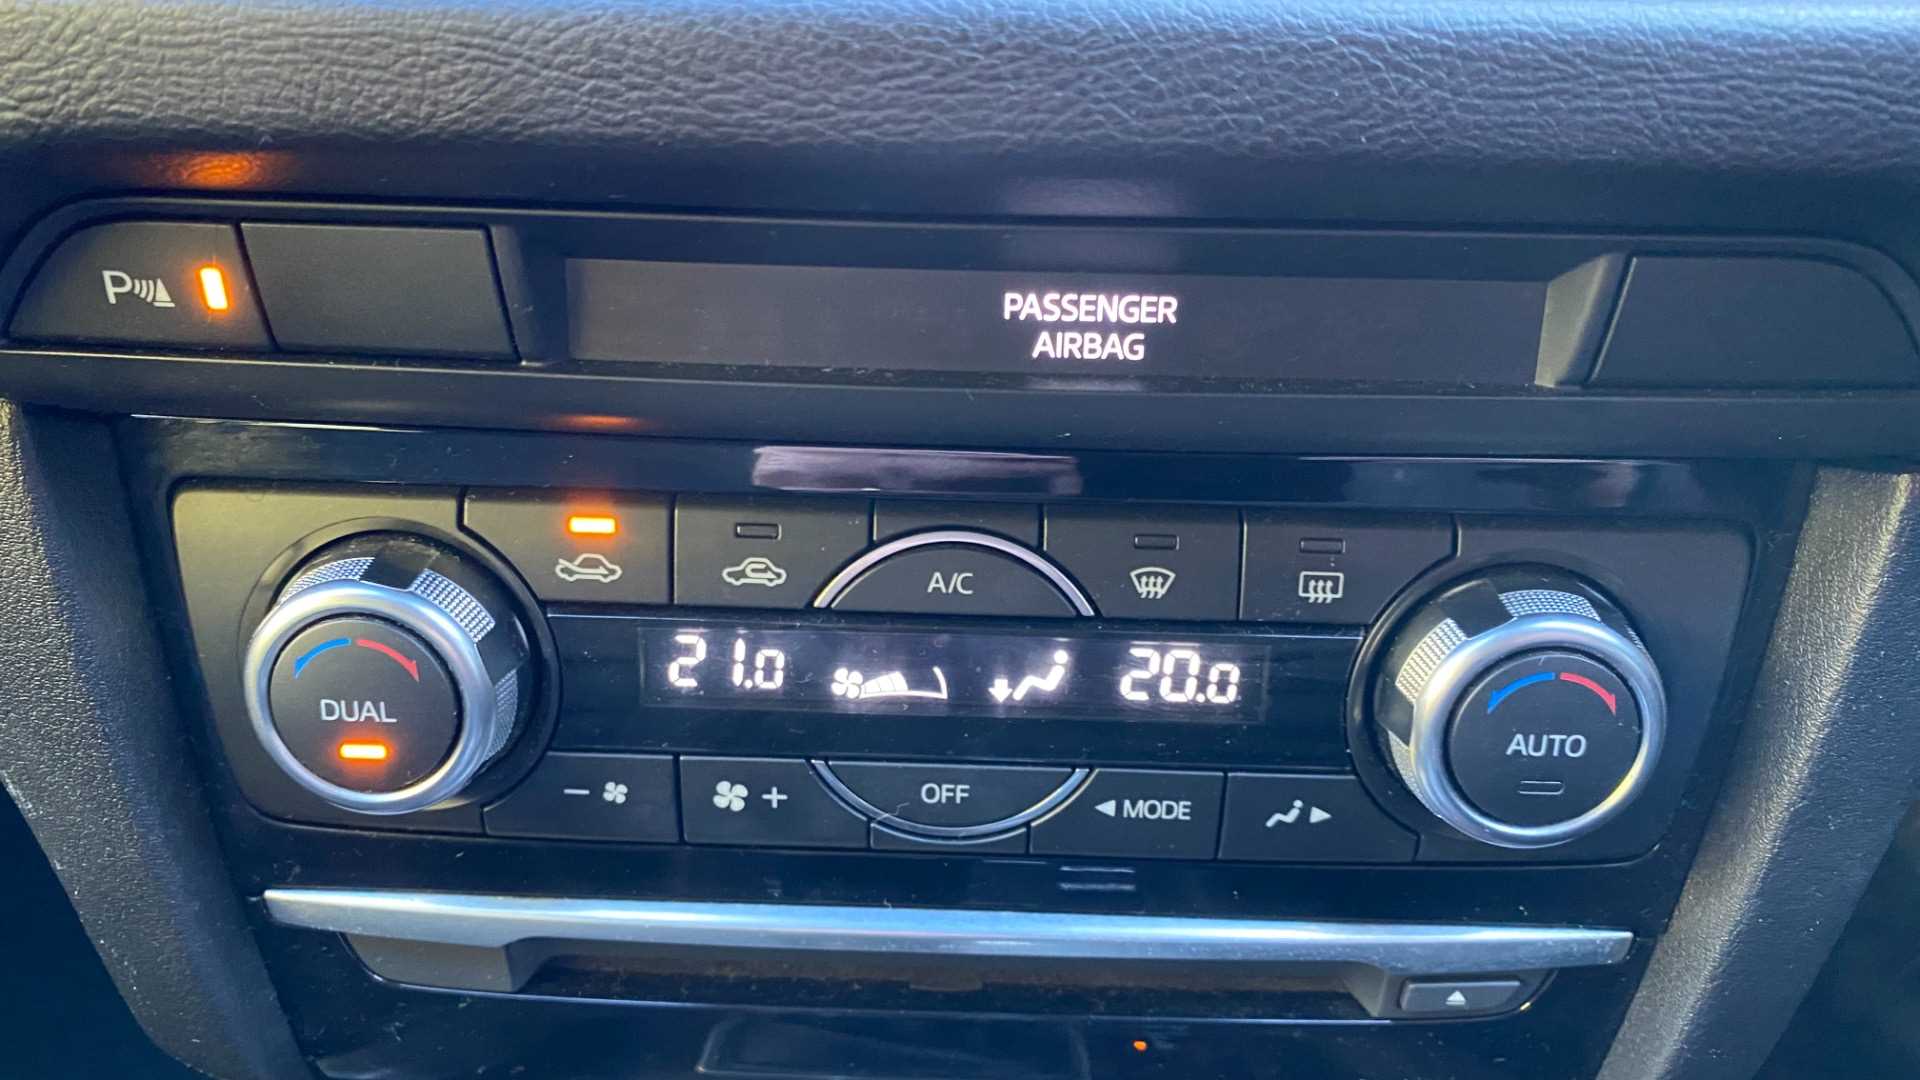 P
PASSENGER
AIRBAG
A/C
21.0 20.0
DUAL
AUTO
− + OFF MODE